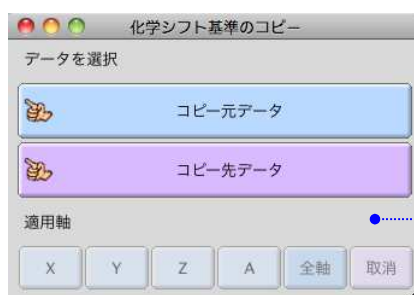 化学シフト基準のコピー
データを選択
コピー元データ
コピー先データ
適用軸
X Y Z A 全軸 取消